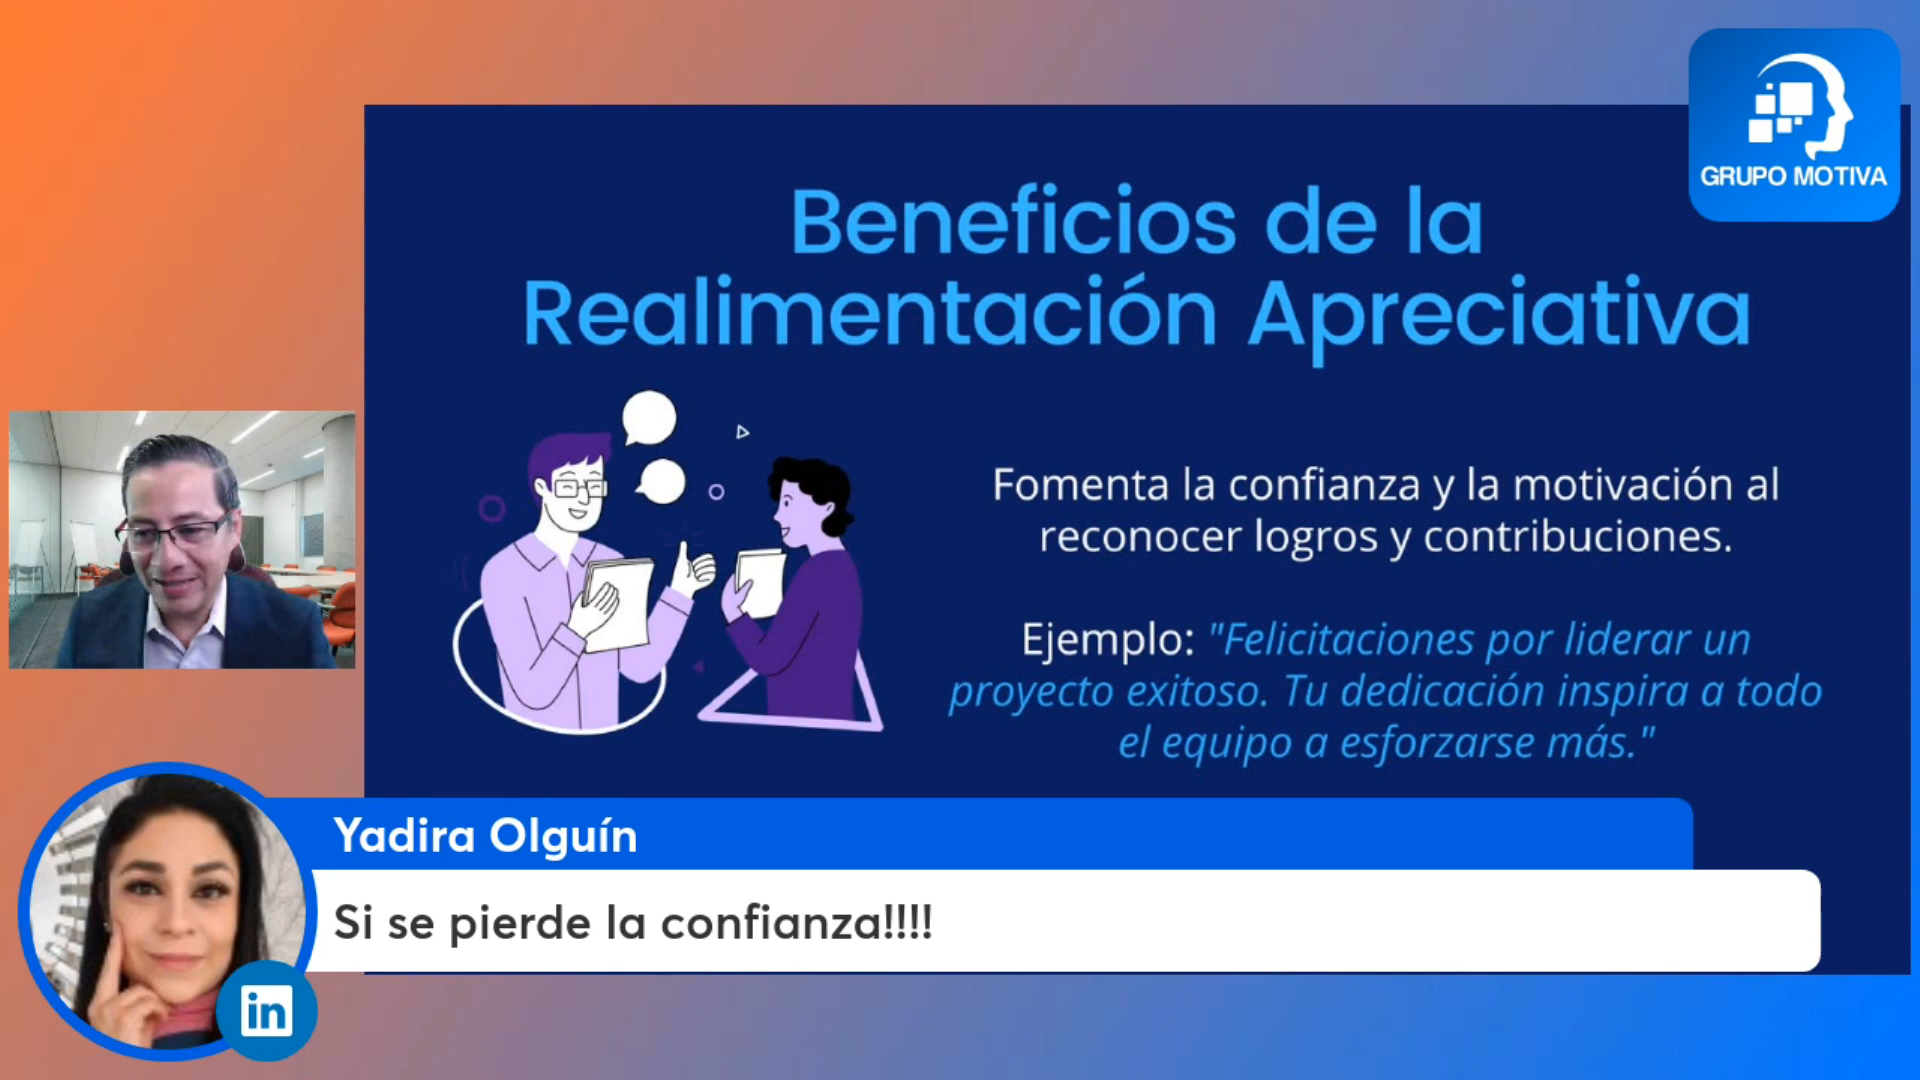 GRUPO MOTIVA
Beneficios de la
Realimentación Apreciativa
Fomenta la confianza y la motivación al
reconocer logros y contribuciones.
Ejemplo: "Felicitaciones por liderar un
proyecto exitoso. Tu dedicación inspira a todo
el equipo a esforzarse más."
Yadira Olguín
Si se pierde la confianza!!!!
in